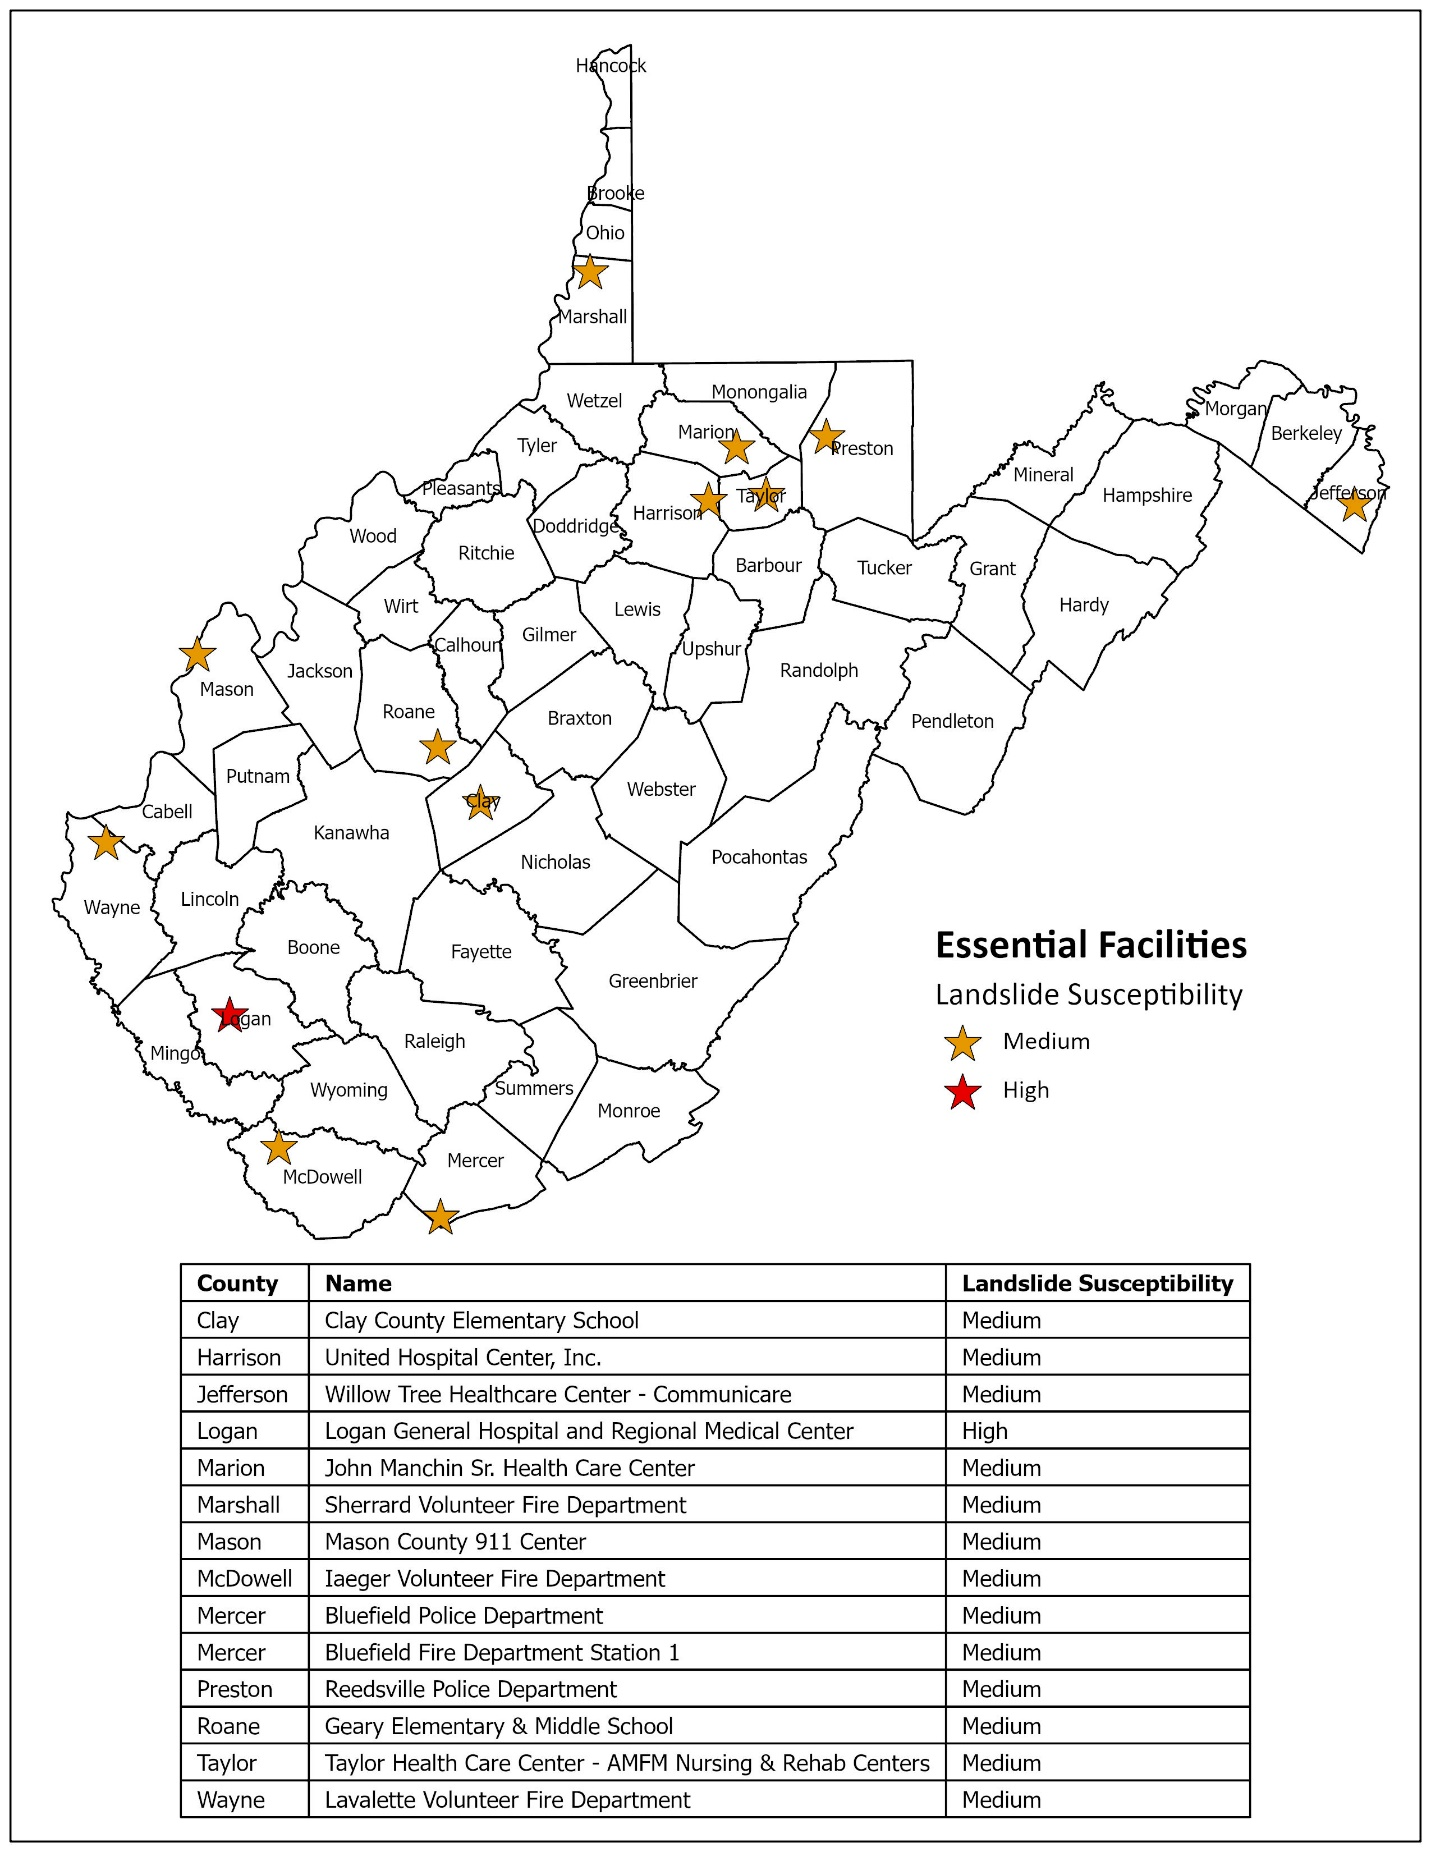 Hancock
Brooke
Ohio
Marshall
Wetzel
Monongalia
Marion
Preston
Tyler
Pleasants
Harrison
Taylor
Doddridge
Wood
Ritchie
Barbour
Tucker
Grant
Mineral
Hampshire
Morgan
Berkeley
Jefferson
Hardy
Wirt
Lewis
Gilmer
Calhoun
Upshur
Randolph
Jackson
Mason
Roane
Braxton
Pendleton
Putnam
Webster
Clay
Cabell
Kanawha
Nicholas
Pocahontas
Wayne
Lincoln
Boone
Fayette
Greenbrier
Logan
Mingo
Raleigh
Wyoming
Summers
Monroe
Mercer
McDowell
Essential Facilities
Landslide Susceptibility
Medium
High
County Name Landslide Susceptibility
Clay Clay County Elementary School Medium
Harrison United Hospital Center, Inc. Medium
Jefferson Willow Tree Healthcare Center - Communicare Medium
Logan Logan General Hospital and Regional Medical Center High
Marion John Manchin Sr. Health Care Center Medium
Marshall Sherrard Volunteer Fire Department Medium
Mason Mason County 911 Center Medium
McDowell Iaeger Volunteer Fire Department Medium
Mercer Bluefield Police Department Medium
Mercer Bluefield Fire Department Station 1 Medium
Preston Reedsville Police Department Medium
Roane Geary Elementary & Middle School Medium
Taylor Taylor Health Care Center - AMFM Nursing & Rehab Centers Medium
Wayne Lavalette Volunteer Fire Department Medium